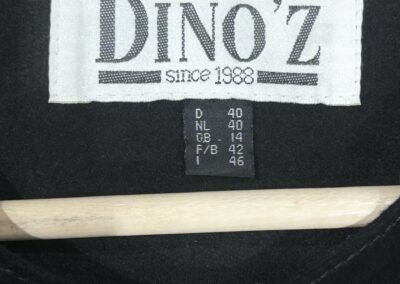 DINO'Z
since 1988
D 40
NL 40
GB - 14
F/B 42
I 46